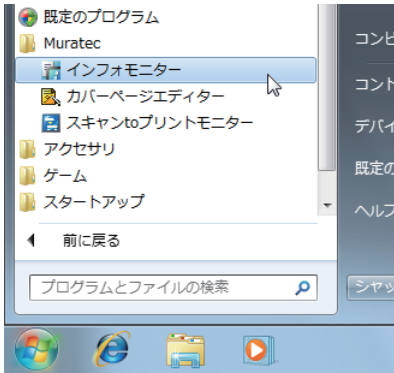 既定のプログラム
Muratec
インフォモニター
カバーページエディター
スキャンtoプリントモニター
アクセサリ
ゲーム
スタートアップ
前に戻る
プログラムとファイルの検索
コンピ
コント
デバイ
既定の
ヘルプ
シャッ